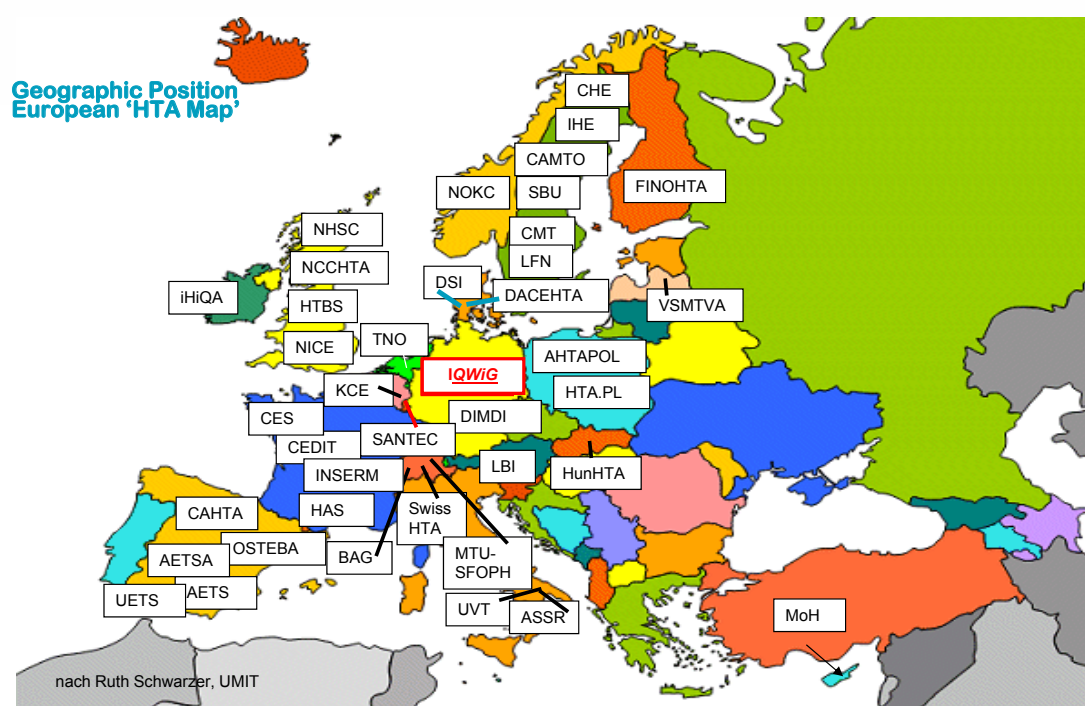 Geographic Position
European ‘HTA Map’
CHE
IHE
CAMTO
NOKC
SBU
FINOHTA
NHSC
CMT
LFN
NCCHTA
iHiQA
DSI
DACEHTA
VSMTVA
HTBS
TNO
NICE
AHTAPOL
IQWiG
HTA.PL
KCE
CES
DIMDI
SANTEC
CEDIT
INSERM
LBI
HunHTA
CAHTA
HAS
Swiss
HTA
OSTEBA
BAG
AETSA
MTU-
SFOPH
UETS
AETS
UVT
ASSR
MoH
nach Ruth Schwarzer, UMIT